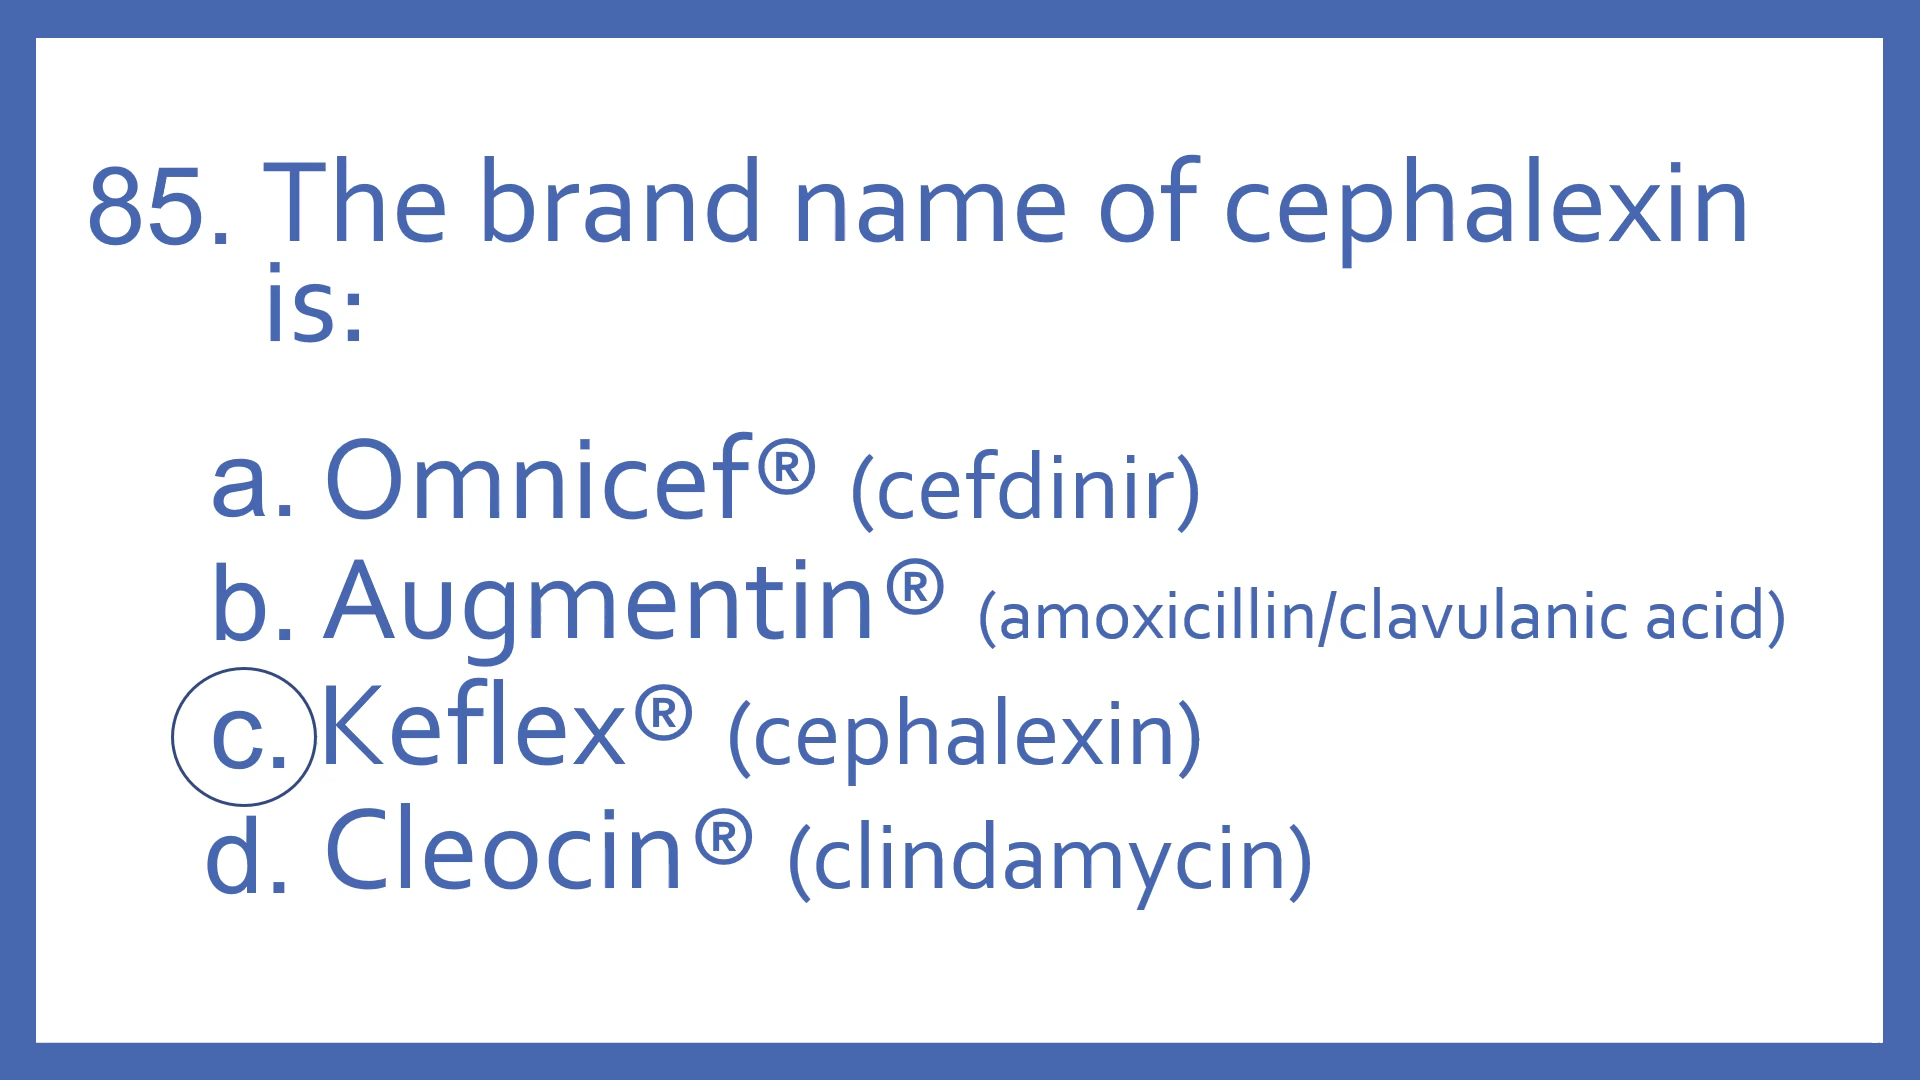 85. The brand name of cephalexin
is:
a. Omnicef® (cefdinir)
b. Augmentin® (amoxicillin/clavulanic acid)
c. Keflex® (cephalexin)
d. Cleocin® (clindamycin)